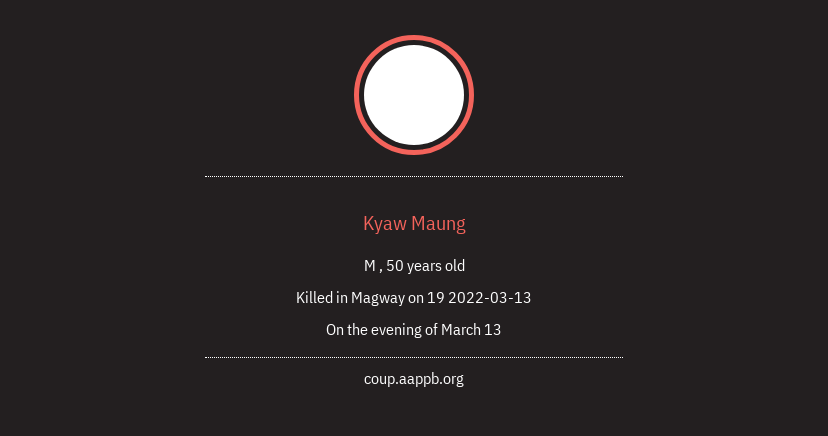 Kyaw Maung
M , 50 years old
Killed in Magway on 19 2022-03-13
On the evening of March 13
coup.aappb.org